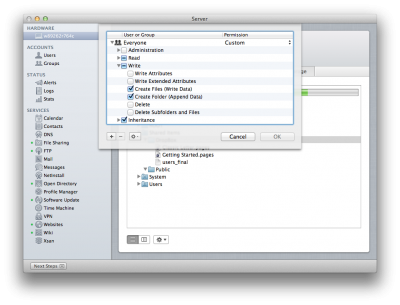 Server
HARDWARE
ACCOUNTS
Users
Groups
STATUS
Alerts
Logs
Stats
SERVICES
Calendar
Contacts
DNS
File Sharing
FTP
Mail
Messages
NetInstall
Open Directory
Profile Manager
Software Update
Time Machine
VPN
Websites
Wiki
Xsan
Next Steps
User or Group Permission
Everyone Custom
Administration
Read
Write
Write Attributes
Write Extended Attributes
Create Files (Write Data)
Create Folder (Append Data)
Delete
Delete Subfolders and Files
Inheritance
Cancel OK
Getting Started.pages
users_final
Public
System
Users